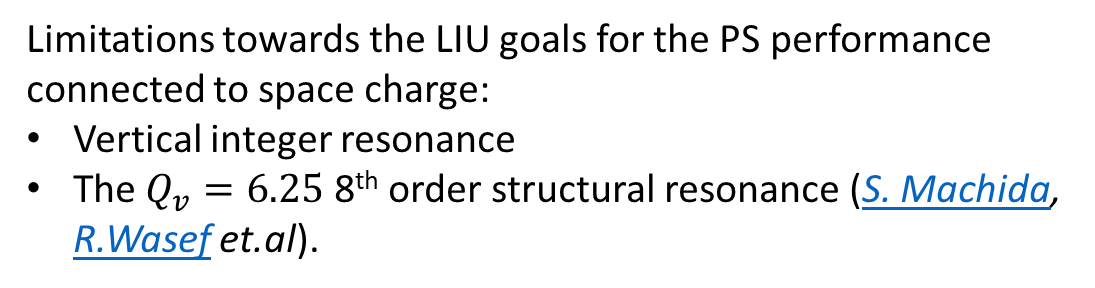 Limitations towards the LIU goals for the PS performance
connected to space charge:
• Vertical integer resonance
• The Qᵥ = 6.25 8ᵗʰ order structural resonance (S. Machida,
R.Wasef et.al).